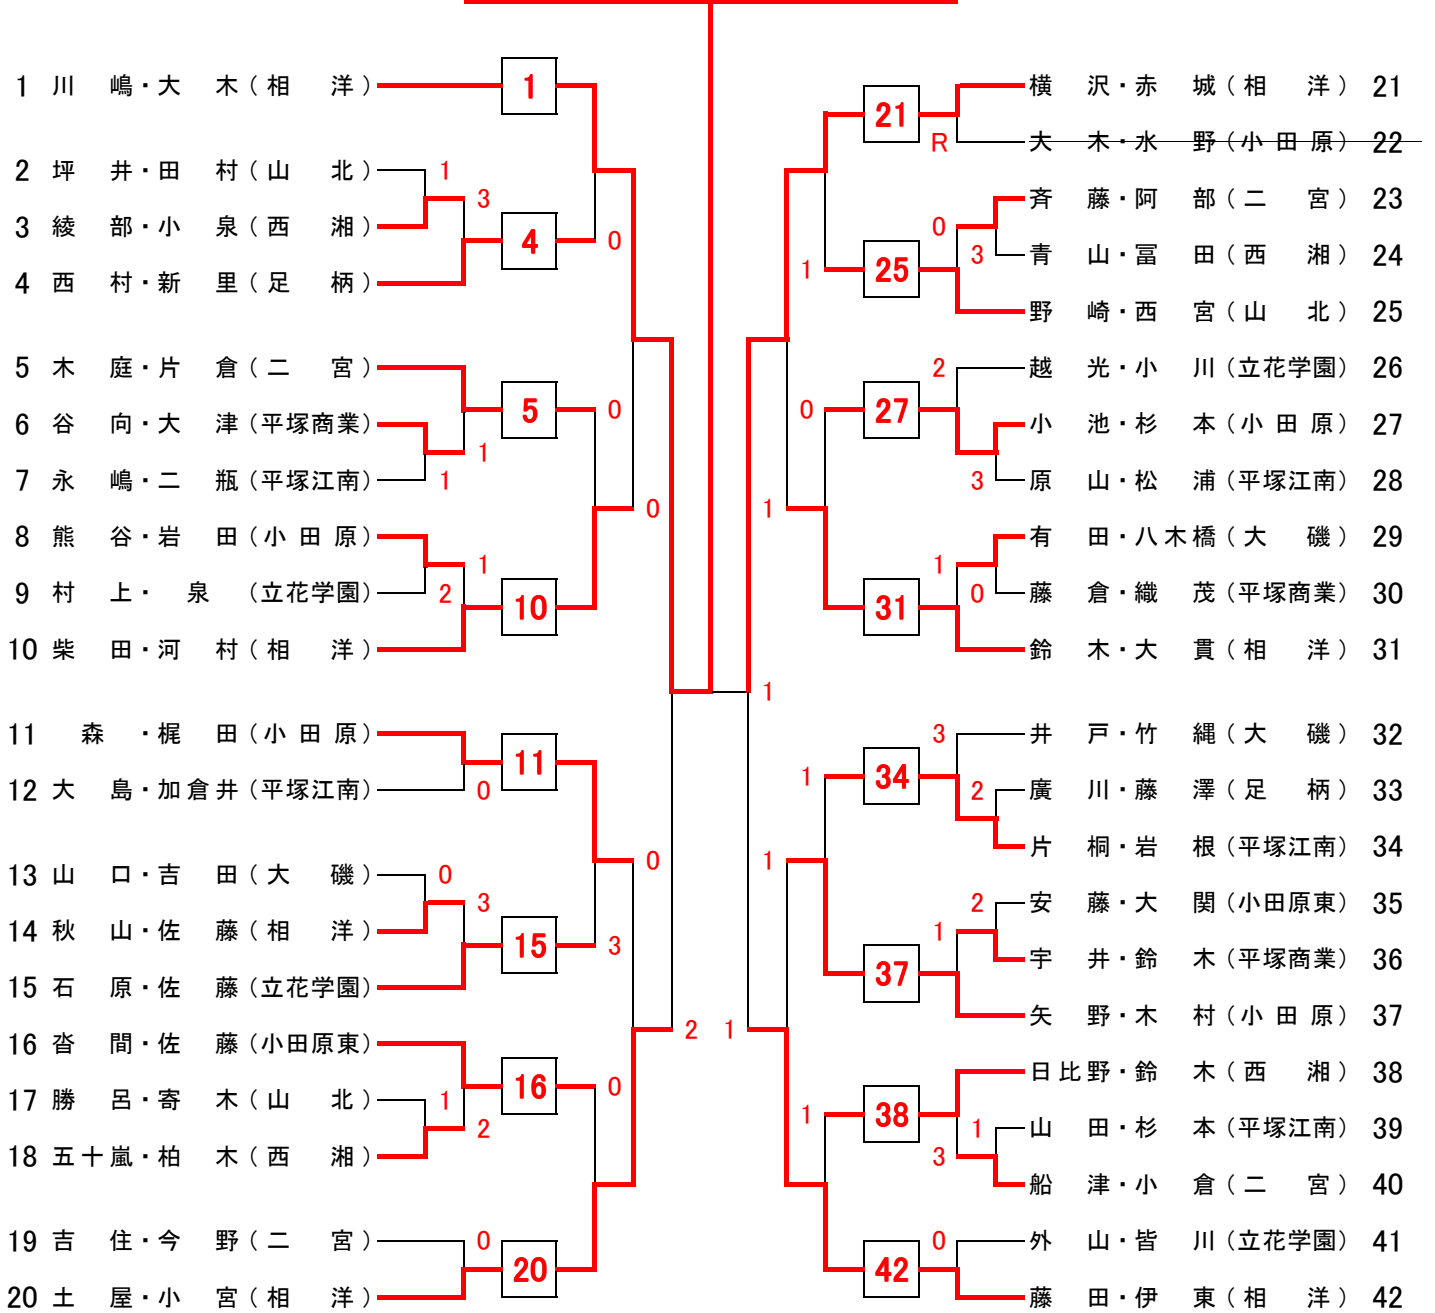 1 川嶋・大木(相洋)
2 坪井・田村(山北)
3 綾部・小泉(西湘)
4 西村・新里(足柄)
5 木庭・片倉(二宮)
6 谷向・大津(平塚商業)
7 永嶋・二瓶(平塚江南)
8 熊谷・岩田(小田原)
9 村上・泉(立花学園)
10 柴田・河村(相洋)
11 森・梶田(小田原)
12 大島・加倉井(平塚江南)
13 山口・吉田(大磯)
14 秋山・佐藤(相洋)
15 石原・佐藤(立花学園)
16 沓間・佐藤(小田原東)
17 勝呂・寄木(山北)
18 五十嵐・柏木(西湘)
19 吉住・今野(二宮)
20 土屋・小宮(相洋)
1
1
3
4
0
5
0
1
1
0
1
2
10
11
0
0
0
3
15
3
16
0
1
2
0
20
2
1
1
21
R
0
3
25
1
2
27
0
3
1
1
0
31
3
34
1
2
1
2
1
37
38
1
1
3
0
42
横沢・赤城(相洋) 21
大木・水野(小田原) 22
斉藤・阿部(二宮) 23
青山・冨田(西湘) 24
野崎・西宮(山北) 25
越光・小川(立花学園) 26
小池・杉本(小田原) 27
原山・松浦(平塚江南) 28
有田・八木橋(大磯) 29
藤倉・織茂(平塚商業) 30
鈴木・大貫(相洋) 31
井戸・竹縄(大磯) 32
廣川・藤澤(足柄) 33
片桐・岩根(平塚江南) 34
安藤・大関(小田原東) 35
宇井・鈴木(平塚商業) 36
矢野・木村(小田原) 37
日比野・鈴木(西湘) 38
山田・杉本(平塚江南) 39
船津・小倉(二宮) 40
外山・皆川(立花学園) 41
藤田・伊東(相洋) 42